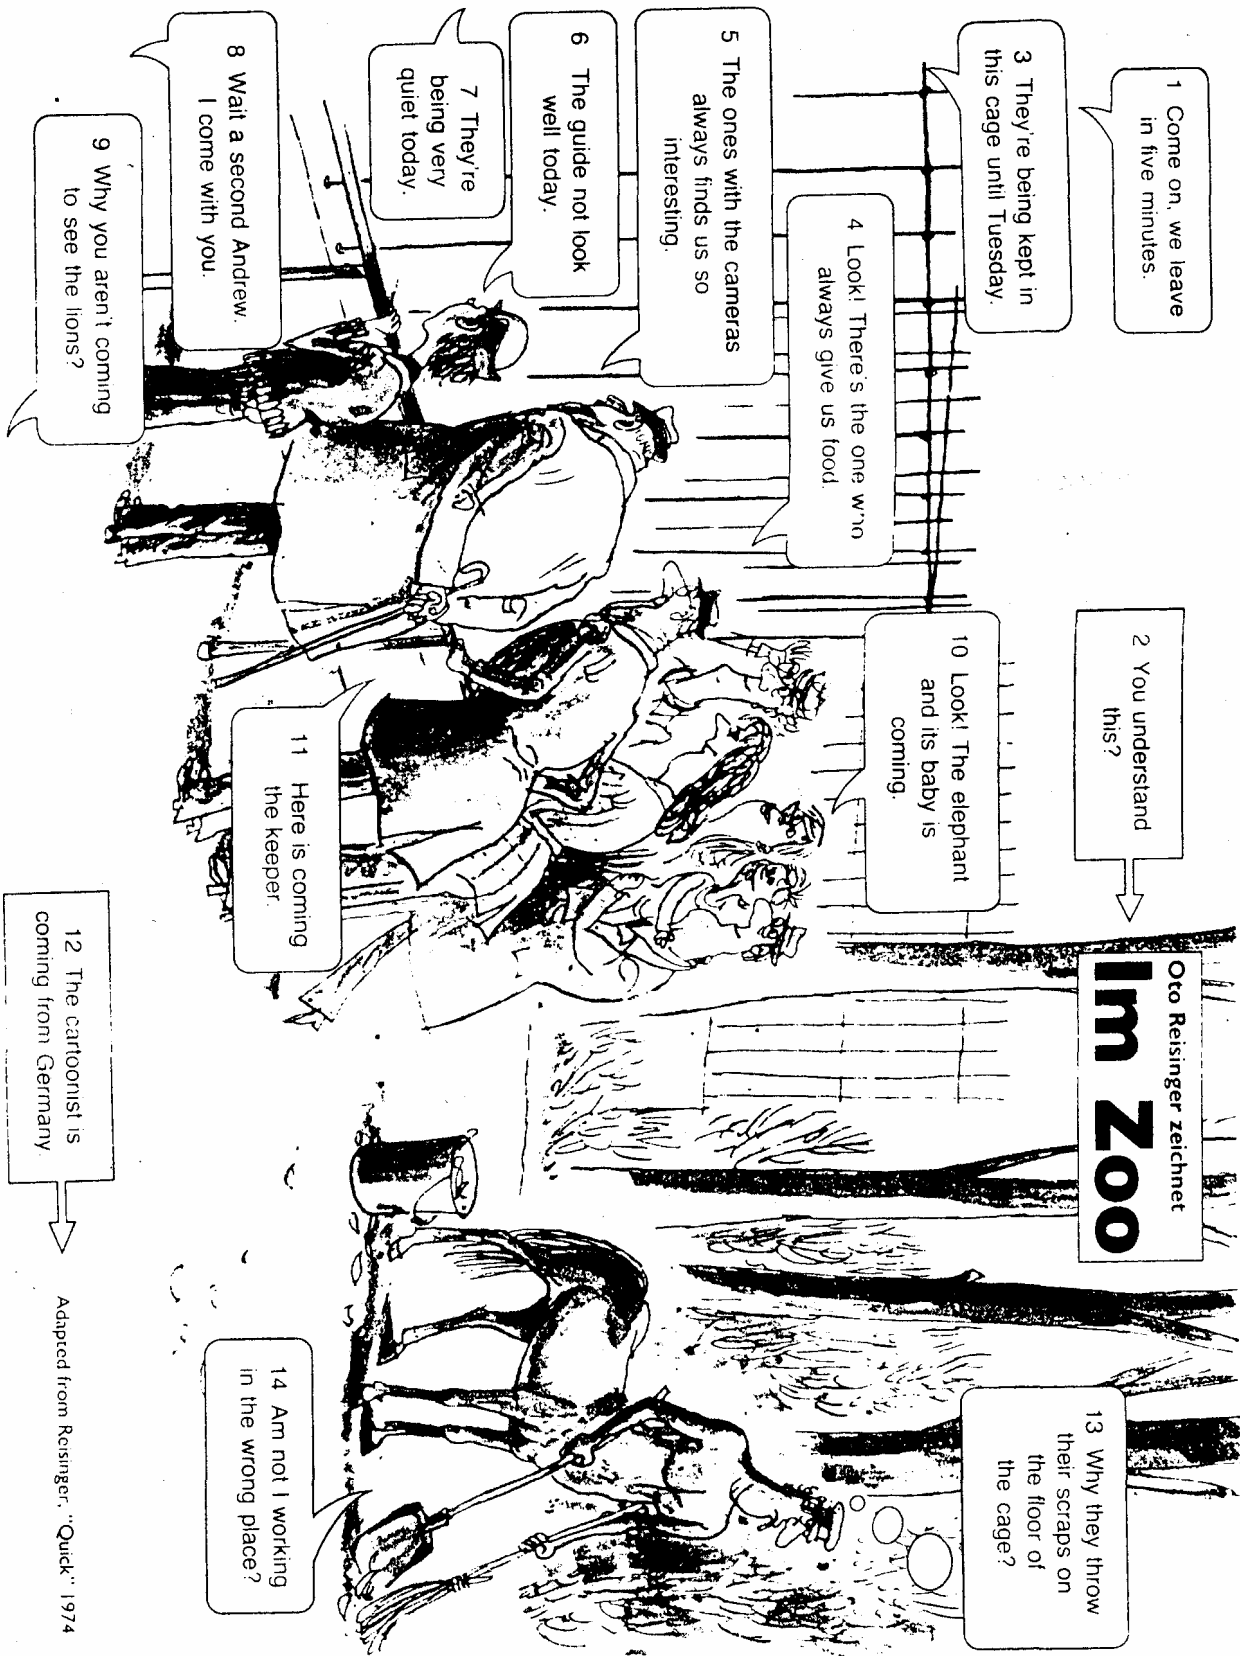 1 Come on, we leave
in five minutes.
2 You understand
this?
Oto Reisinger zeichnet
Im Zoo
3 They're being kept in
this cage until Tuesday.
4 Look! There's the one who
always give us food.
5 The ones with the cameras
always finds us so
interesting.
6 The guide not look
well today.
7 They're
being very
quiet today.
8 Wait a second Andrew.
I come with you.
9 Why you aren't coming
to see the lions?
10 Look! The elephant
and its baby is
coming.
11 Here is coming
the keeper.
12 The cartoonist is
coming from Germany.
13 Why they throw
their scraps on
the floor of
the cage?
14 Am not I working
in the wrong place?
Adapted from Reisinger, "Quick" 1974